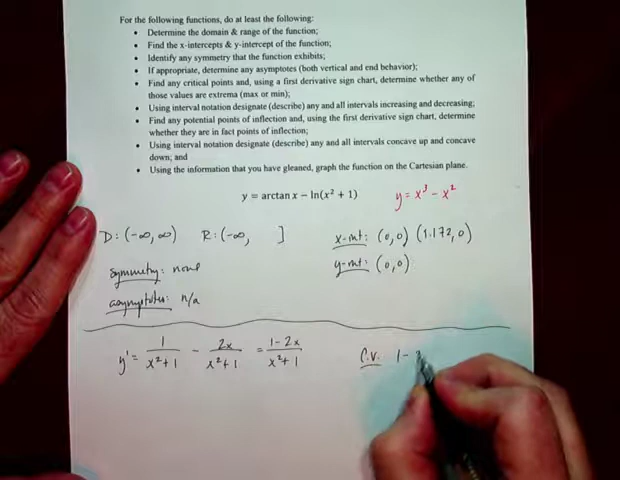 For the following functions, do at least the following:
• Determine the domain & range of the function;
• Find the x-intercepts & y-intercept of the function;
• Identify any symmetry that the function exhibits;
• If appropriate, determine any asymptotes (both vertical and end behavior);
• Find any critical points and, using a first derivative sign chart, determine whether any of
those values are extrema (max or min);
• Using interval notation designate (describe) any and all intervals increasing and decreasing;
• Find any potential points of inflection and, using the first derivative sign chart, determine
whether they are in fact points of inflection;
• Using interval notation designate (describe) any and all intervals concave up and concave
down; and
• Using the information that you have gleaned, graph the function on the Cartesian plane.
y = arctan x − ln(x² + 1) y = x³ − x²
D: (−∞, ∞) R: (−∞, ] x-int: (0,0) (1.172, 0)
symmetry: none y-int: (0,0)
asymptotes: n/a
y' = 1/(x²+1) − 2x/(x²+1) = (1−2x)/(x²+1) C.V. 1−